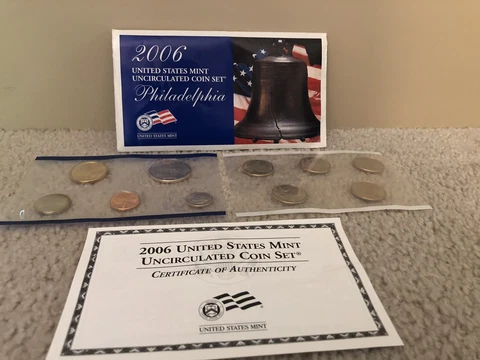 2006
UNITED STATES MINT
UNCIRCULATED COIN SET™
Philadelphia
UNITED STATES MINT
2006 UNITED STATES MINT
UNCIRCULATED COIN SET®
CERTIFICATE OF AUTHENTICITY
UNITED STATES MINT